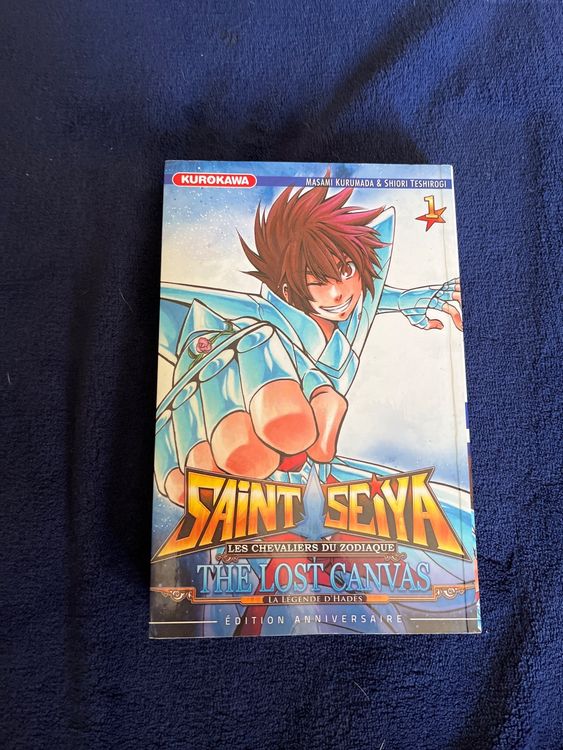 KUROKAWA
MASAMI KURUMADA & SHIORI TESHIROGI
1
SAINT SEIYA
LES CHEVALIERS DU ZODIAQUE
THE LOST CANVAS
LA LÉGENDE D'HADÈS
ÉDITION ANNIVERSAIRE